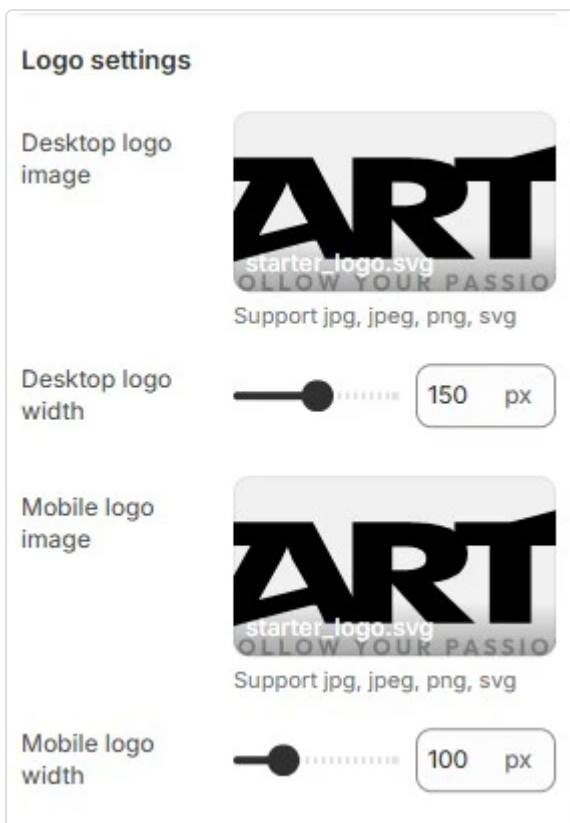 Logo settings
Desktop logo
image
ART
starter_logo.svg
OLLOW YOUR PASSIO
Support jpg, jpeg, png, svg
Desktop logo
width
150 px
Mobile logo
image
ART
starter_logo.svg
OLLOW YOUR PASSIO
Support jpg, jpeg, png, svg
Mobile logo
width
100 px